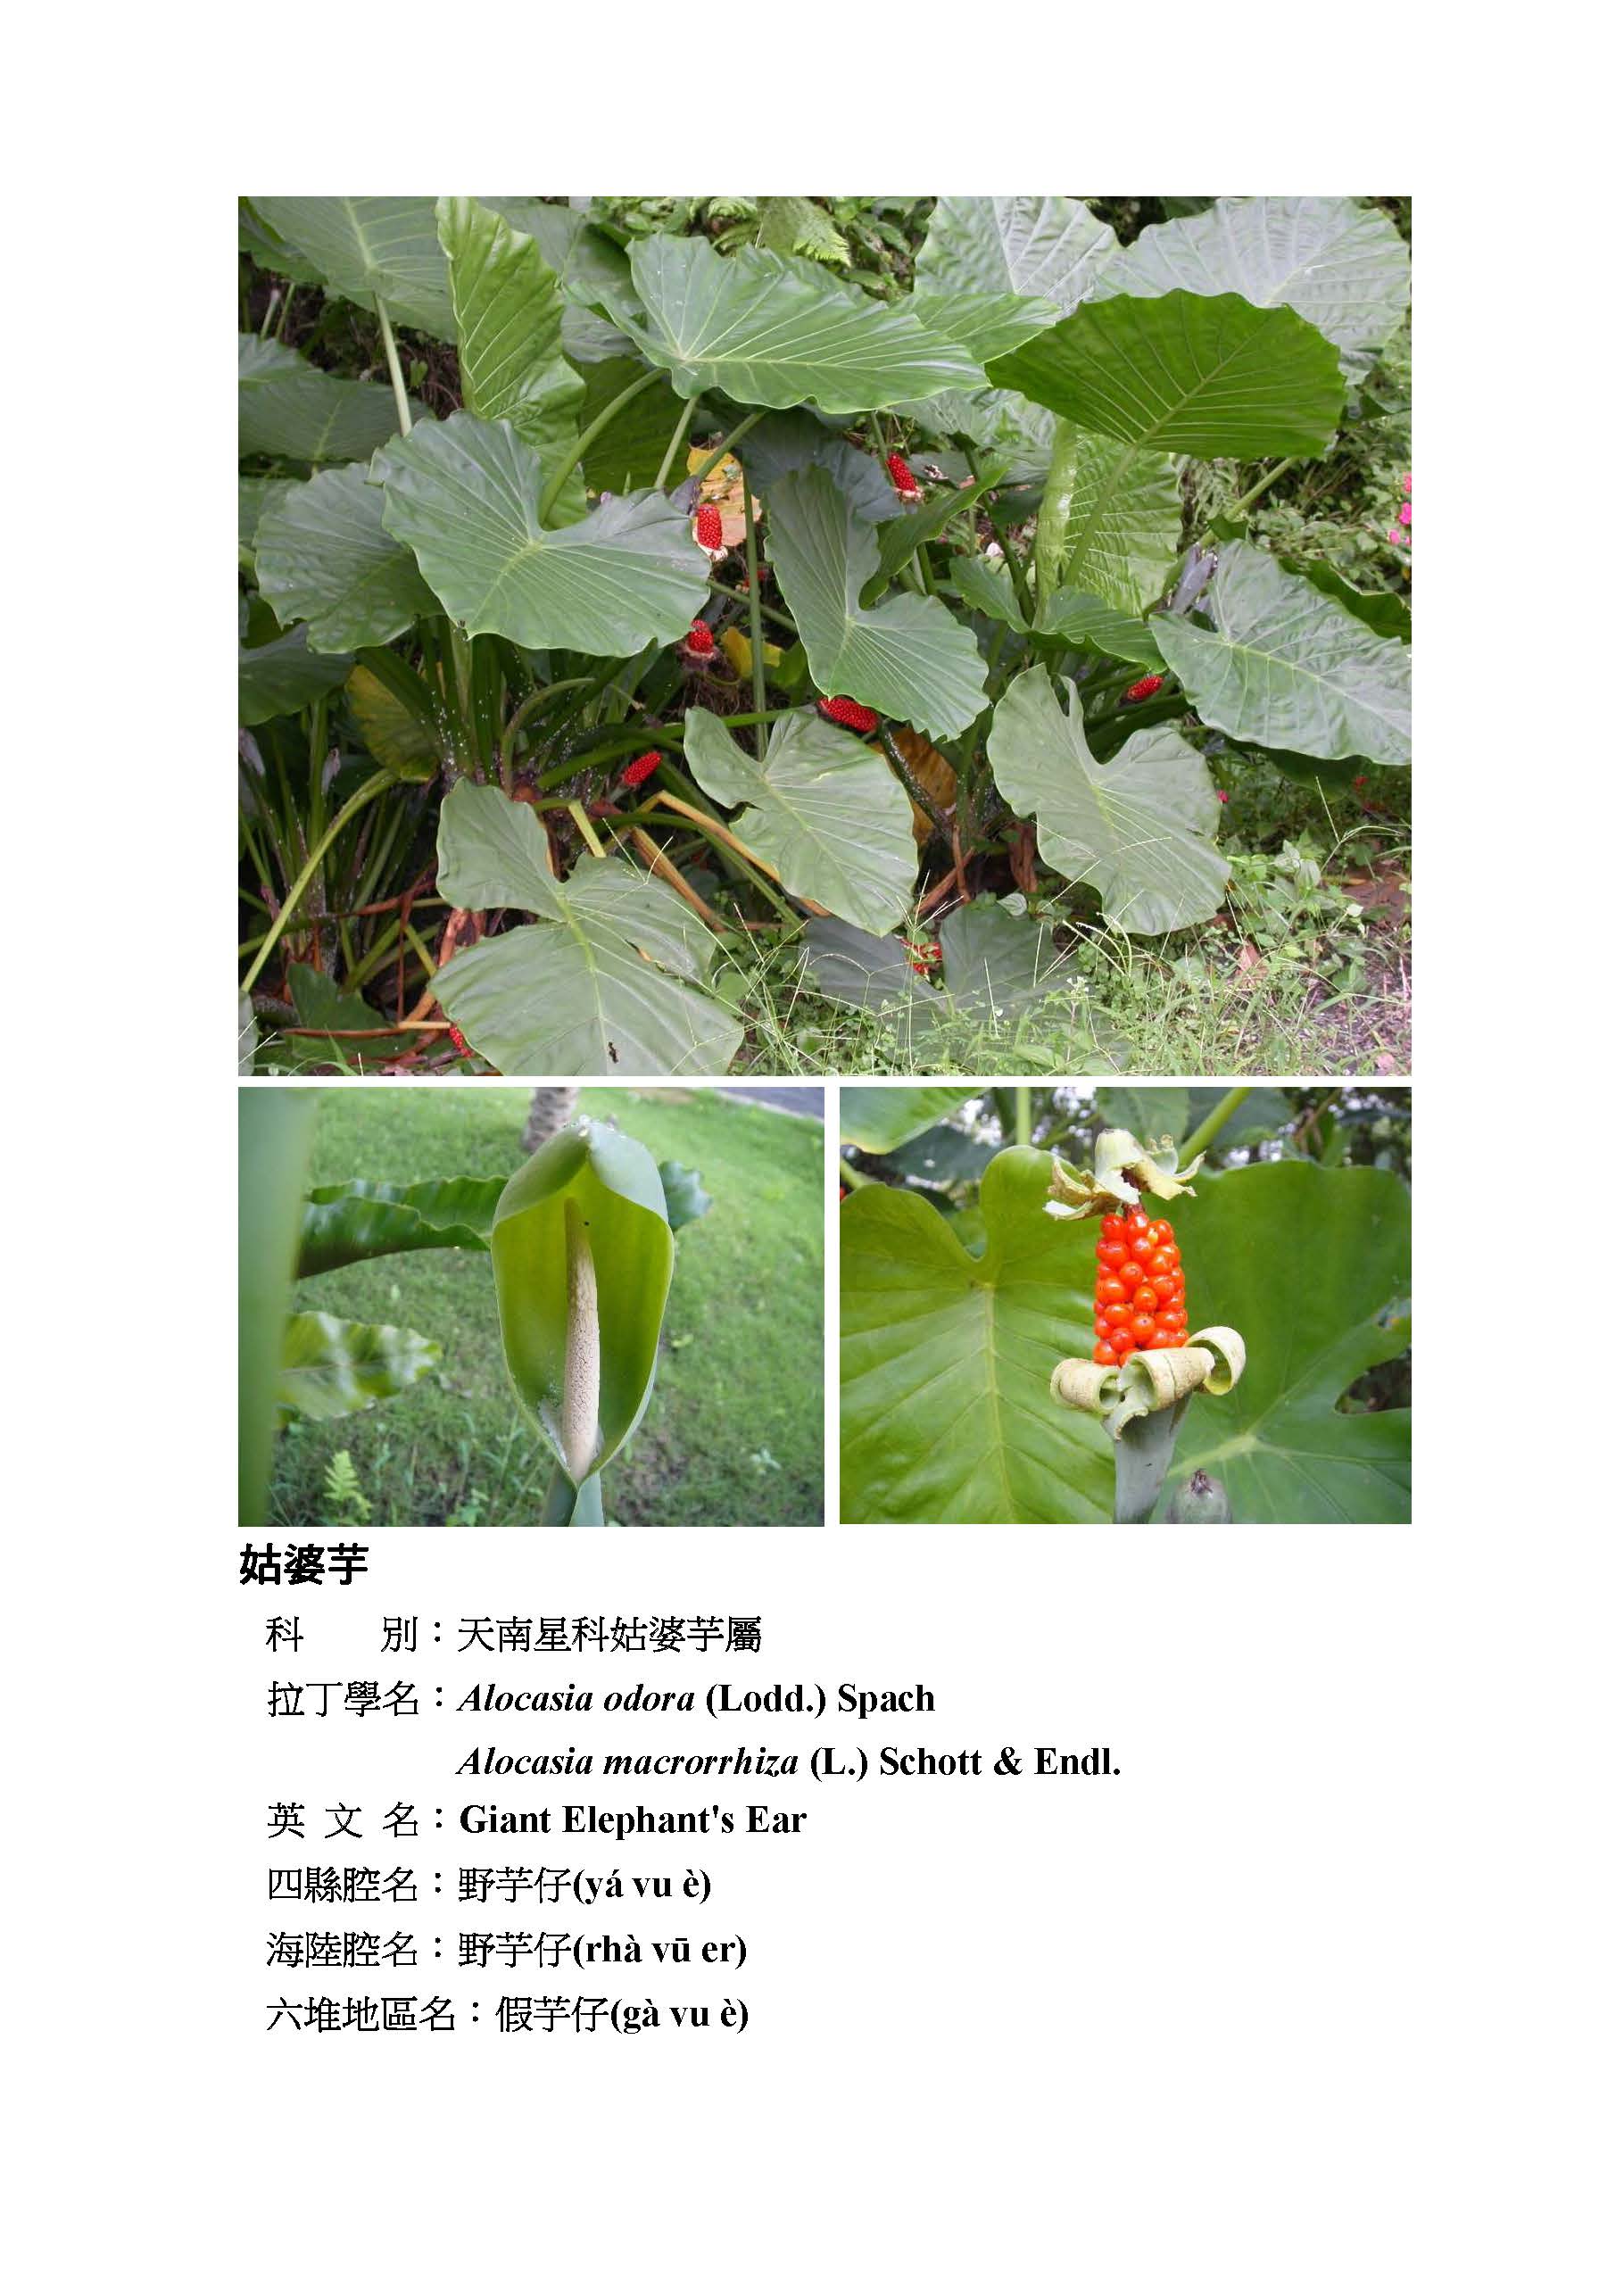 姑婆芋
科　　別：天南星科姑婆芋屬
拉丁學名：Alocasia odora (Lodd.) Spach
Alocasia macrorrhiza (L.) Schott & Endl.
英 文 名：Giant Elephant's Ear
四縣腔名：野芋仔(yá vu è)
海陸腔名：野芋仔(rhà vū er)
六堆地區名：假芋仔(gà vu è)